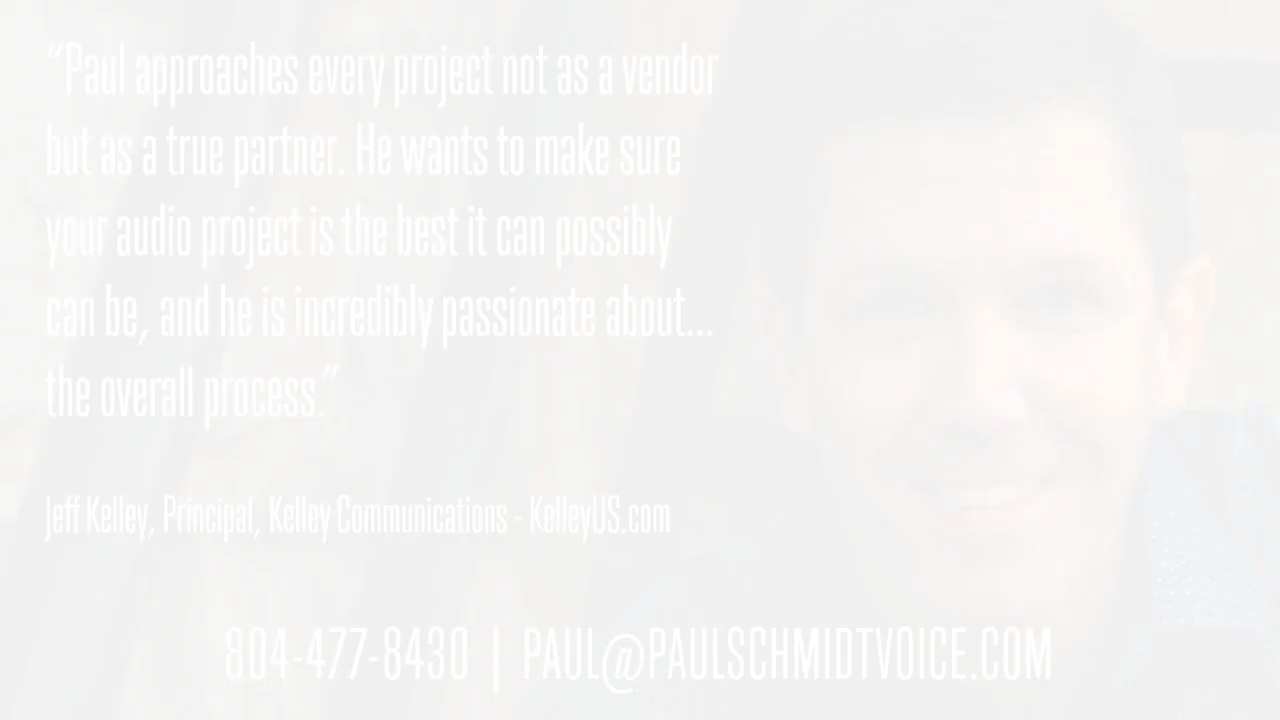 “Paul approaches every project not as a vendor
but as a true partner. He wants to make sure
your audio project is the best it can possibly
can be, and he is incredibly passionate about...
the overall process.”
Jeff Kelley, Principal, Kelley Communications - KelleyUS.com
804-477-8430 | PAUL@PAULSCHMIDTVOICE.COM